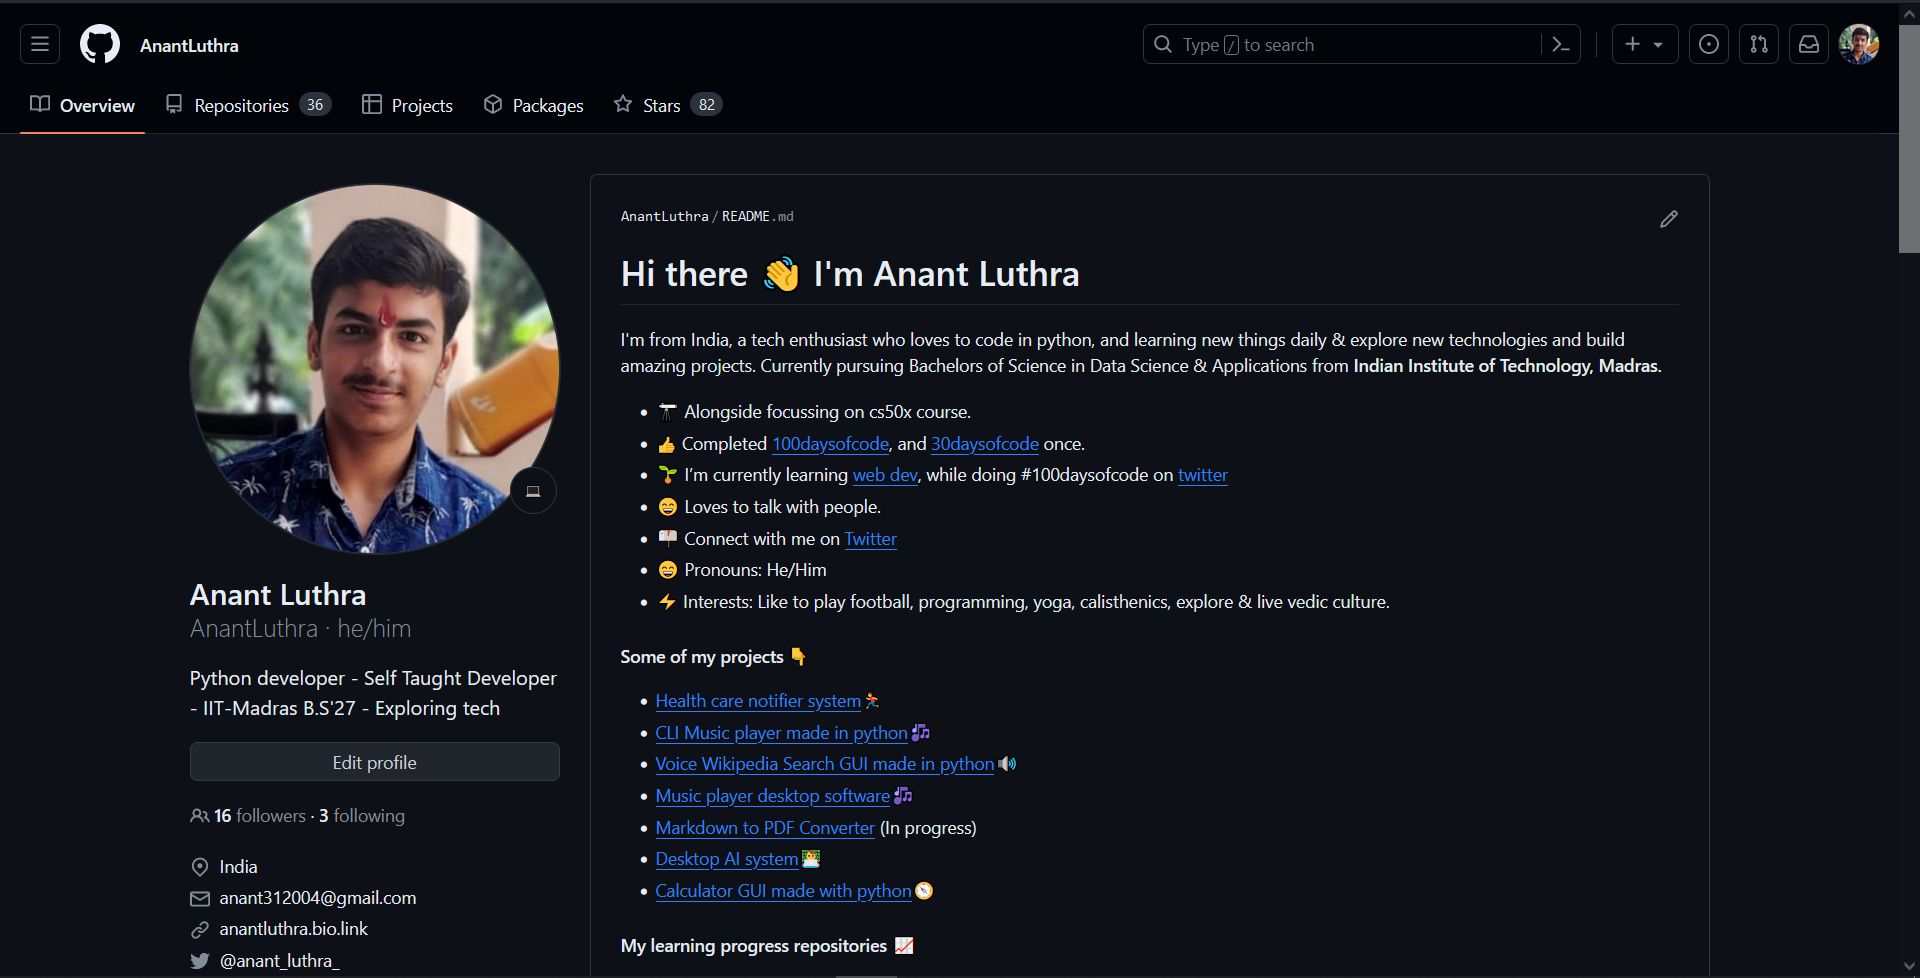 AnantLuthra
Type / to search
Overview
Repositories 36
Projects
Packages
Stars 82
AnantLuthra / README.md
Hi there 👋 I'm Anant Luthra
I'm from India, a tech enthusiast who loves to code in python, and learning new things daily & explore new technologies and build
amazing projects. Currently pursuing Bachelors of Science in Data Science & Applications from Indian Institute of Technology, Madras.
• 🔭 Alongside focussing on cs50x course.
• 👍 Completed 100daysofcode, and 30daysofcode once.
• 🌱 I'm currently learning web dev, while doing #100daysofcode on twitter
• 😄 Loves to talk with people.
• 📫 Connect with me on Twitter
• 😄 Pronouns: He/Him
• ⚡ Interests: Like to play football, programming, yoga, calisthenics, explore & live vedic culture.
Some of my projects 👇
• Health care notifier system 🏃
• CLI Music player made in python 🎶
• Voice Wikipedia Search GUI made in python 🔊
• Music player desktop software 🎶
• Markdown to PDF Converter (In progress)
• Desktop AI system 👨‍💻
• Calculator GUI made with python 🧭
My learning progress repositories 📈
Anant Luthra
AnantLuthra · he/him
Python developer - Self Taught Developer
- IIT-Madras B.S'27 - Exploring tech
Edit profile
16 followers · 3 following
India
anant312004@gmail.com
anantluthra.bio.link
@anant_luthra_